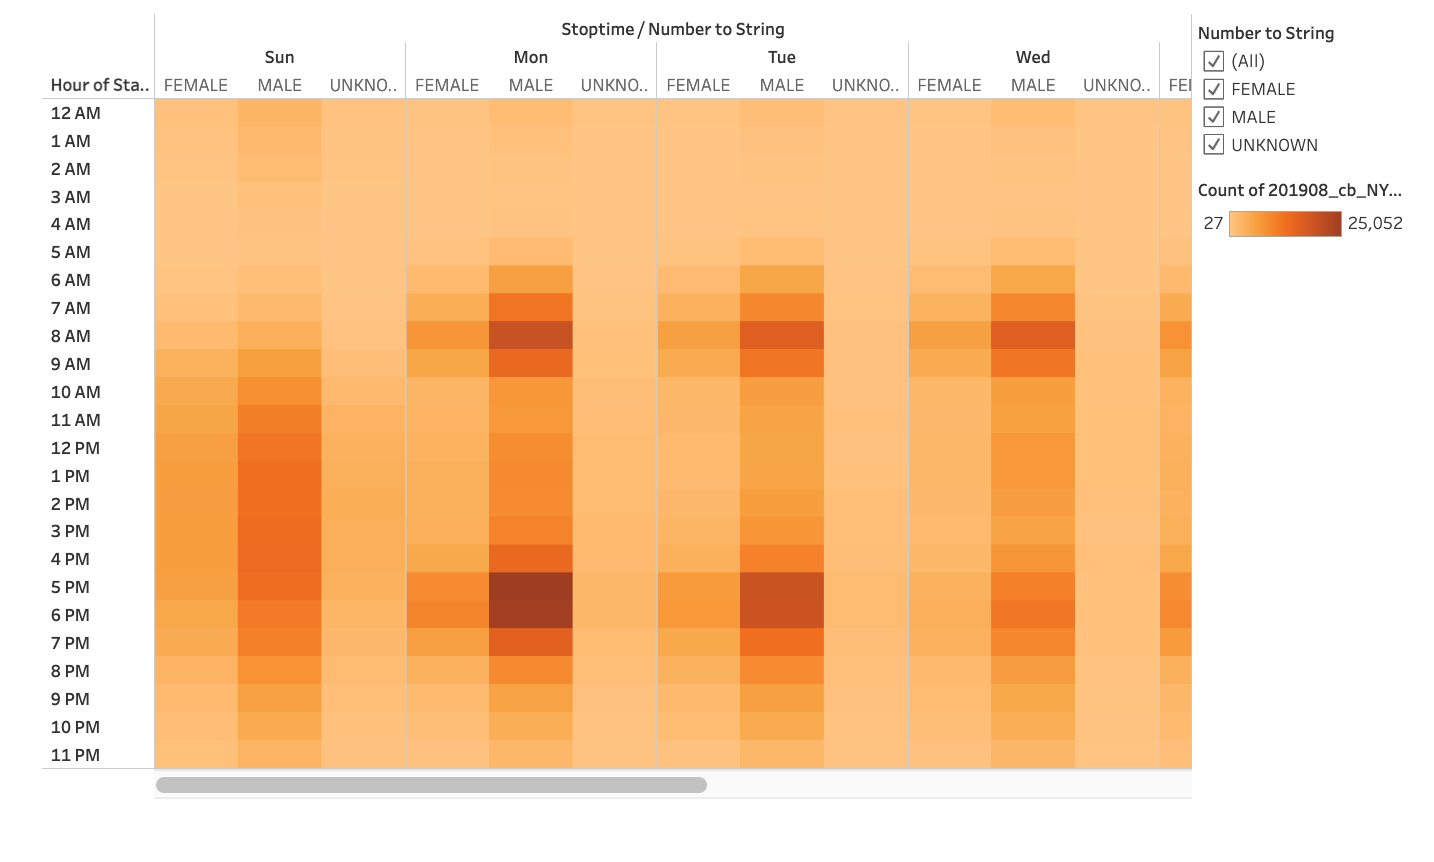 Stoptime / Number to String
Sun Mon Tue Wed
Hour of Sta.. FEMALE MALE UNKNO.. FEMALE MALE UNKNO.. FEMALE MALE UNKNO.. FEMALE MALE UNKNO.. FEI
12 AM
1 AM
2 AM
3 AM
4 AM
5 AM
6 AM
7 AM
8 AM
9 AM
10 AM
11 AM
12 PM
1 PM
2 PM
3 PM
4 PM
5 PM
6 PM
7 PM
8 PM
9 PM
10 PM
11 PM
Number to String
(All)
FEMALE
MALE
UNKNOWN
Count of 201908_cb_NY...
27 25,052